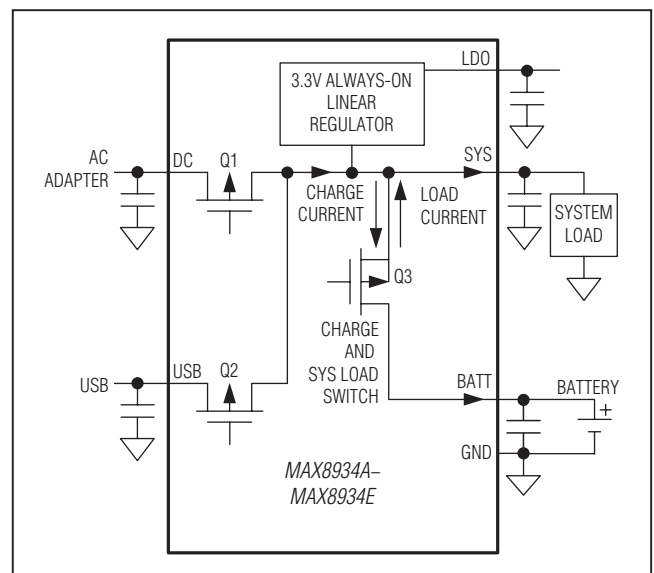 3.3V ALWAYS-ON
LINEAR
REGULATOR
LDO
AC
ADAPTER
DC
Q1
SYS
CHARGE
CURRENT
LOAD
CURRENT
SYSTEM
LOAD
Q3
CHARGE
AND
SYS LOAD
SWITCH
USB
USB
Q2
BATT
BATTERY
+
GND
MAX8934A–
MAX8934E